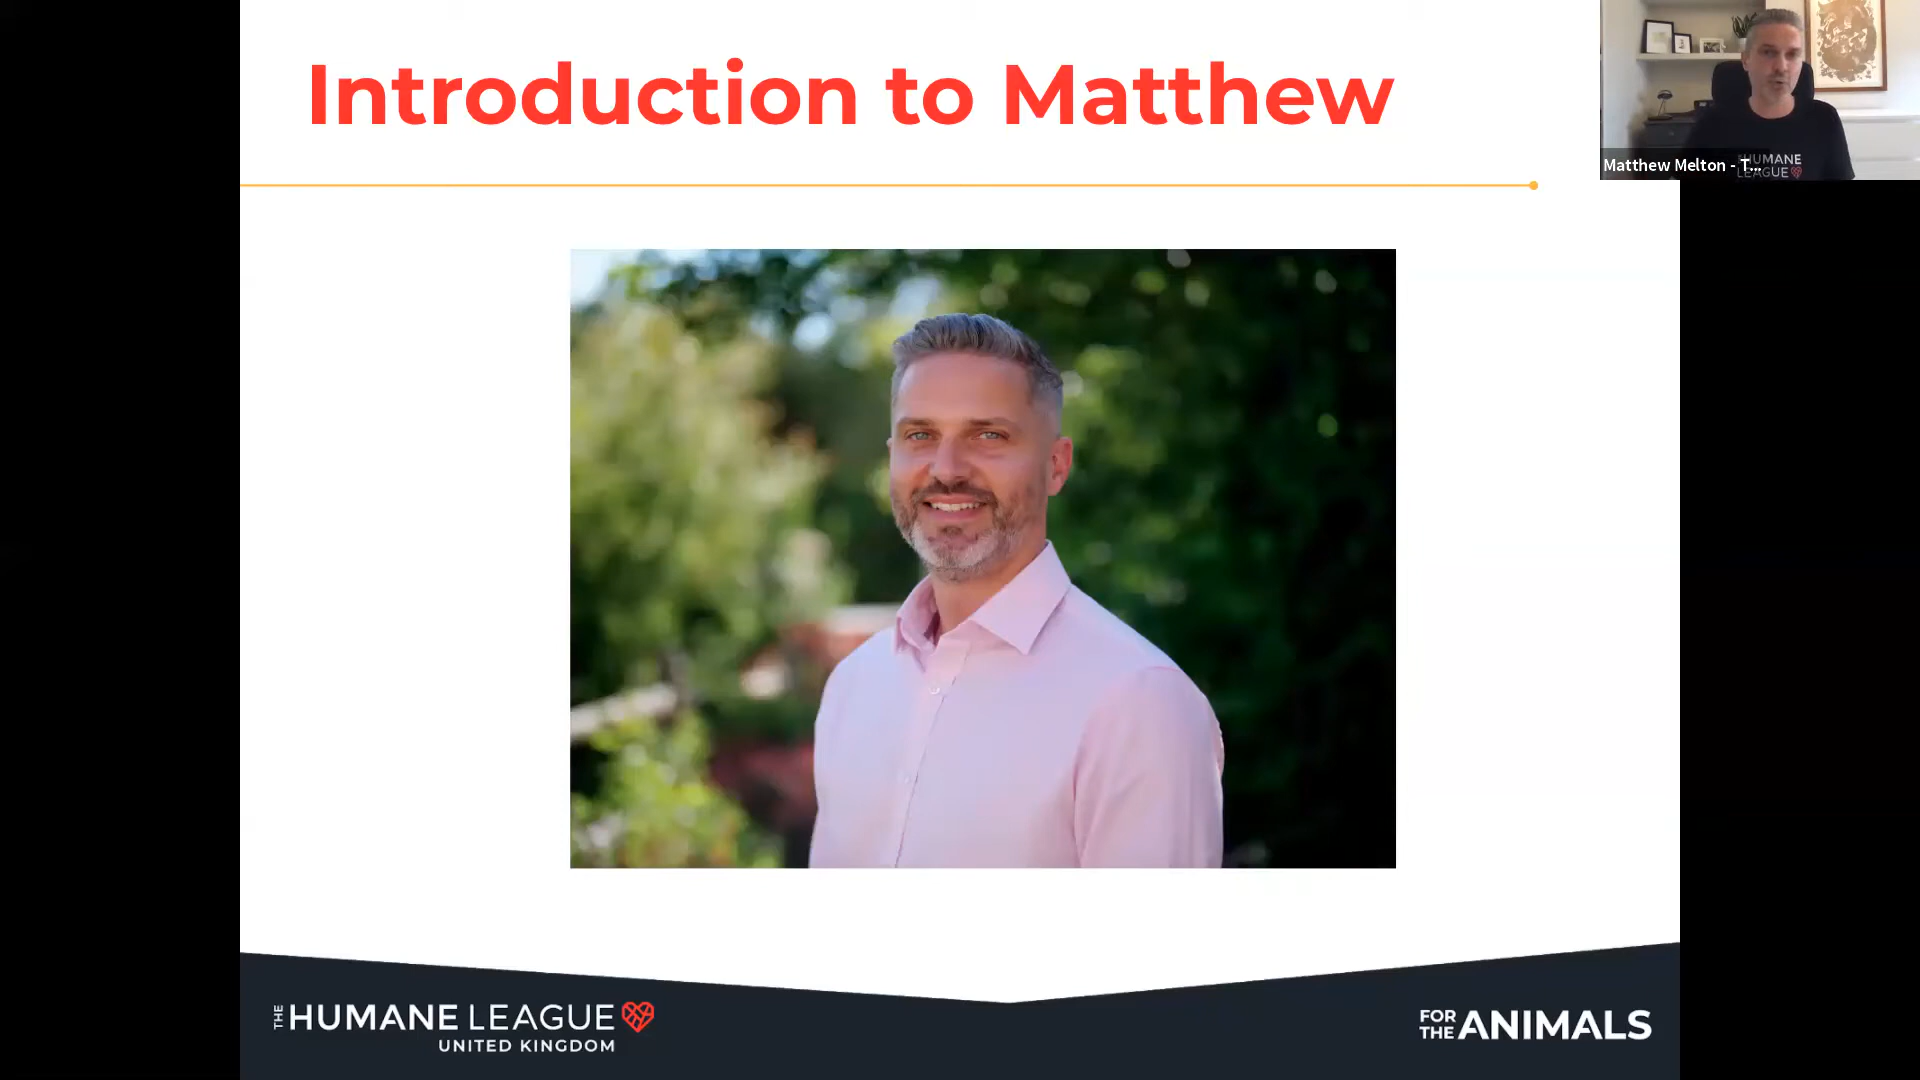 Introduction to Matthew
Matthew Melton - T...
HUMANE
LEAGUE
THE HUMANE LEAGUE
UNITED KINGDOM
FOR THE ANIMALS